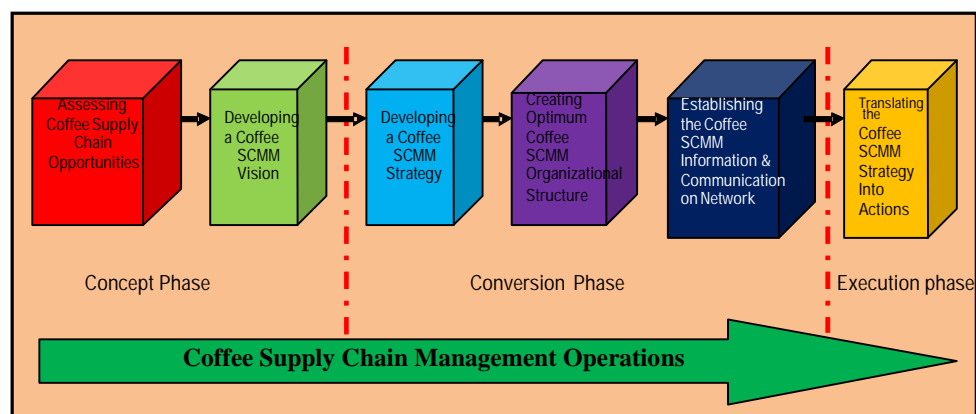 Assessing
Coffee Supply
Chain
Opportunities
Developing
a Coffee
SCMM
Vision
Developing
a Coffee
SCMM
Strategy
Creating
Optimum
Coffee
SCMM
Organizational
Structure
Establishing
the Coffee
SCMM
Information &
Communication
on Network
Translating
the
Coffee
SCMM
Strategy
Into
Actions
Concept Phase
Conversion Phase
Execution phase
Coffee Supply Chain Management Operations